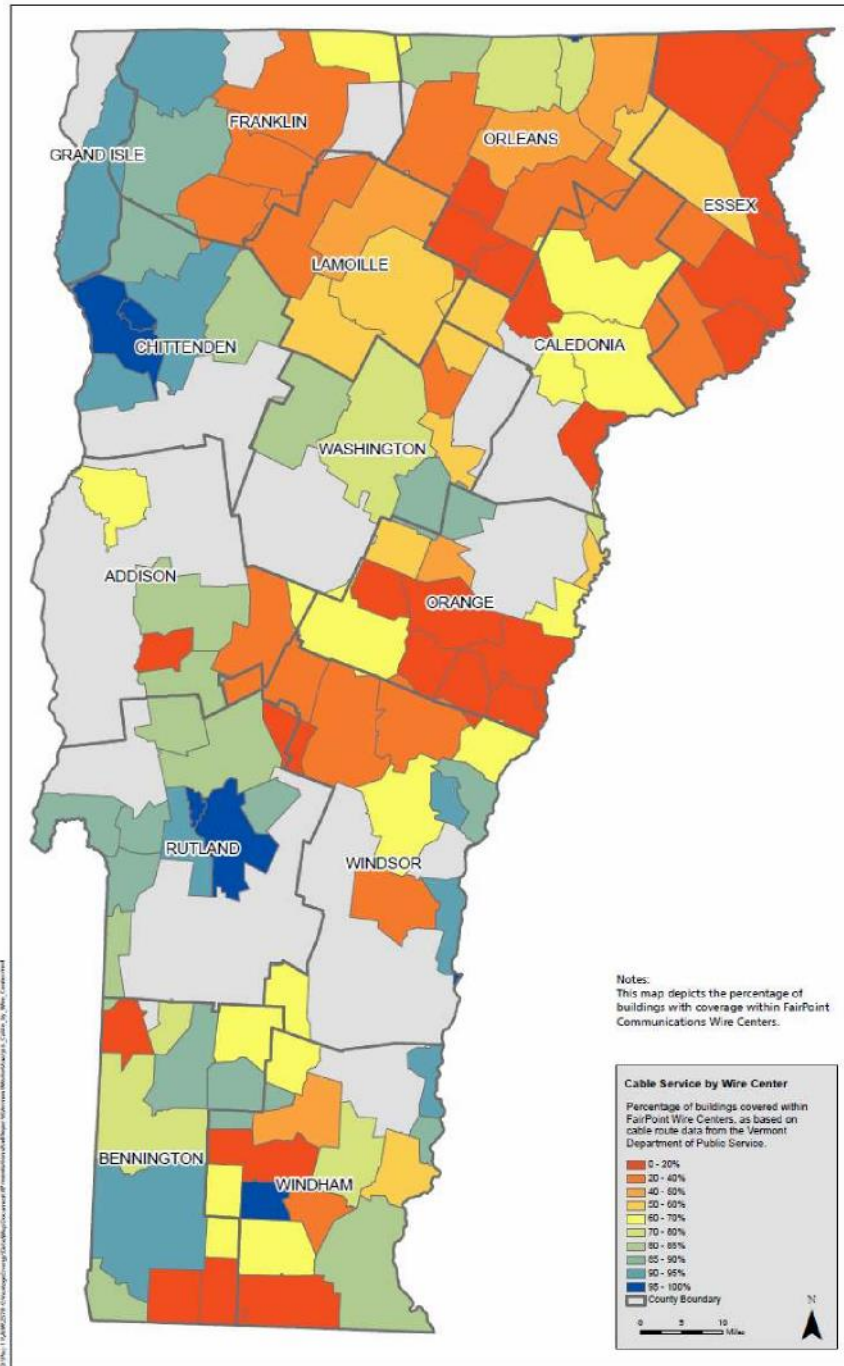 FRANKLIN
ORLEANS
GRAND ISLE
ESSEX
LAMOILLE
CHITTENDEN
CALEDONIA
WASHINGTON
ADDISON
ORANGE
RUTLAND
WINDSOR
Notes:
This map depicts the percentage of
buildings with coverage within FairPoint
Communications Wire Centers.
BENNINGTON
WINDHAM
Cable Service by Wire Center
Percentage of buildings covered within
FairPoint Wire Centers, as based on
cable route data from the Vermont
Department of Public Service.
0 - 20%
20 - 40%
40 - 50%
50 - 60%
60 - 70%
70 - 80%
80 - 85%
85 - 90%
90 - 95%
95 - 100%
County Boundary
N
0 5 10
Miles